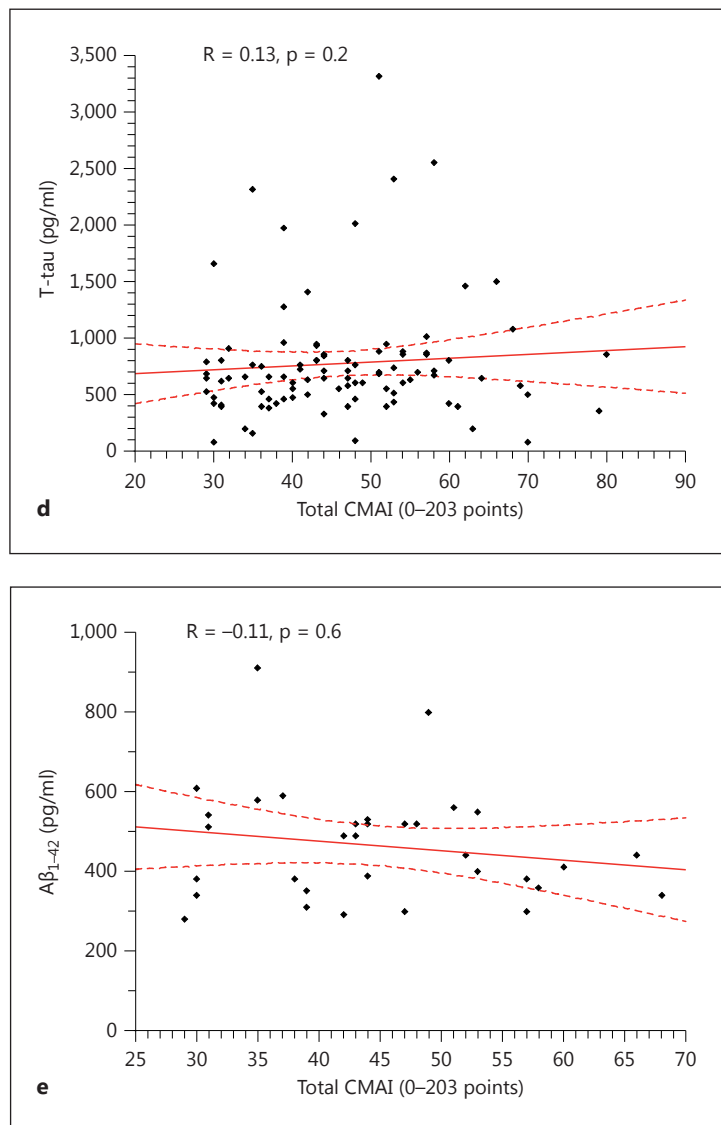 R = 0.13, p = 0.2
3,500
3,000
2,500
2,000
1,500
1,000
500
0
T-tau (pg/ml)
20 30 40 50 60 70 80 90
d Total CMAI (0–203 points)
R = –0.11, p = 0.6
1,000
800
600
400
200
0
Aβ1–42 (pg/ml)
25 30 35 40 45 50 55 60 65 70
e Total CMAI (0–203 points)